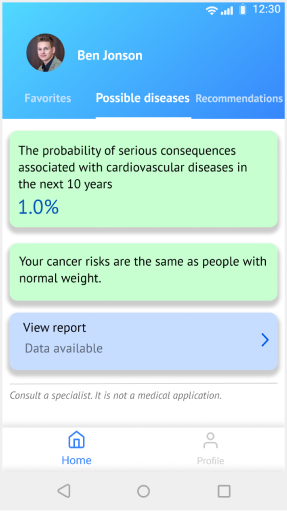 12:30
Ben Jonson
Favorites Possible diseases Recommendations
The probability of serious consequences
associated with cardiovascular diseases in
the next 10 years
1.0%
Your cancer risks are the same as people with
normal weight.
View report
Data available
Consult a specialist. It is not a medical application.
Home Profile